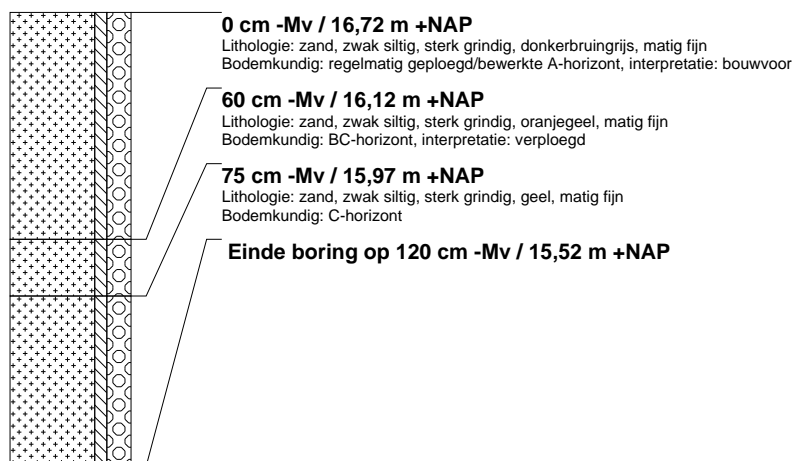 0 cm -Mv / 16,72 m +NAP
Lithologie: zand, zwak siltig, sterk grindig, donkerbruingrijs, matig fijn
Bodemkundig: regelmatig geploegd/bewerkte A-horizont, interpretatie: bouwvoor
60 cm -Mv / 16,12 m +NAP
Lithologie: zand, zwak siltig, sterk grindig, oranjegeel, matig fijn
Bodemkundig: BC-horizont, interpretatie: verploegd
75 cm -Mv / 15,97 m +NAP
Lithologie: zand, zwak siltig, sterk grindig, geel, matig fijn
Bodemkundig: C-horizont
Einde boring op 120 cm -Mv / 15,52 m +NAP